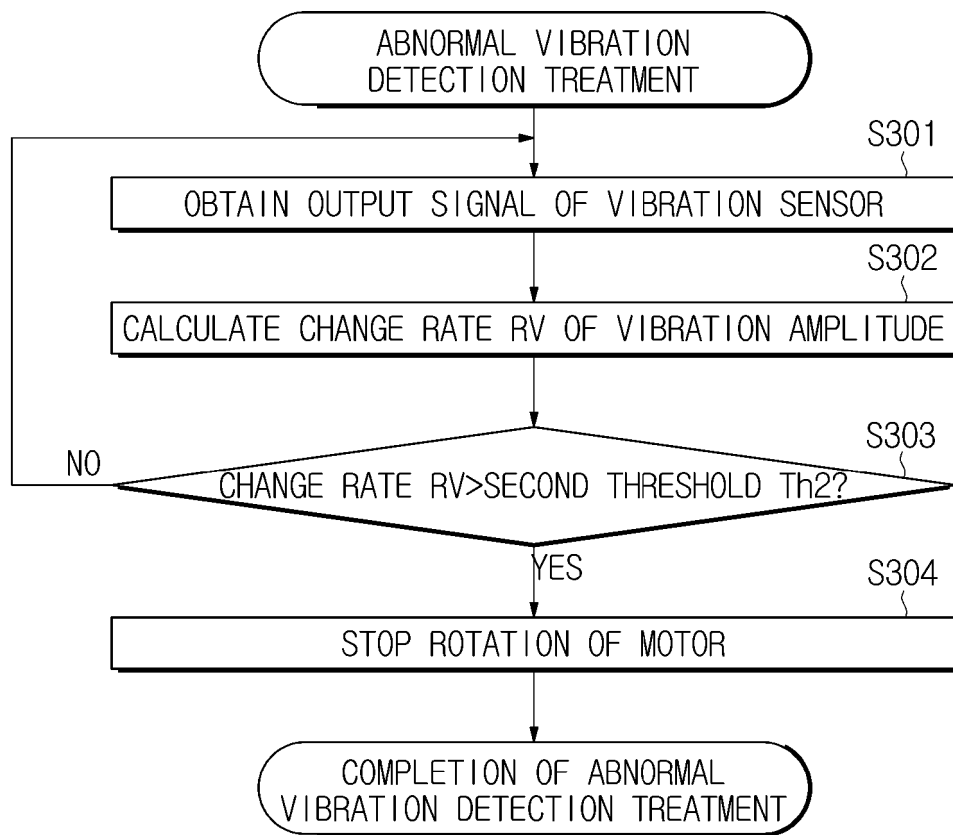 ABNORMAL VIBRATION
DETECTION TREATMENT
S301
OBTAIN OUTPUT SIGNAL OF VIBRATION SENSOR
S302
CALCULATE CHANGE RATE RV OF VIBRATION AMPLITUDE
S303
NO
CHANGE RATE RV>SECOND THRESHOLD Th2?
YES
S304
STOP ROTATION OF MOTOR
COMPLETION OF ABNORMAL
VIBRATION DETECTION TREATMENT